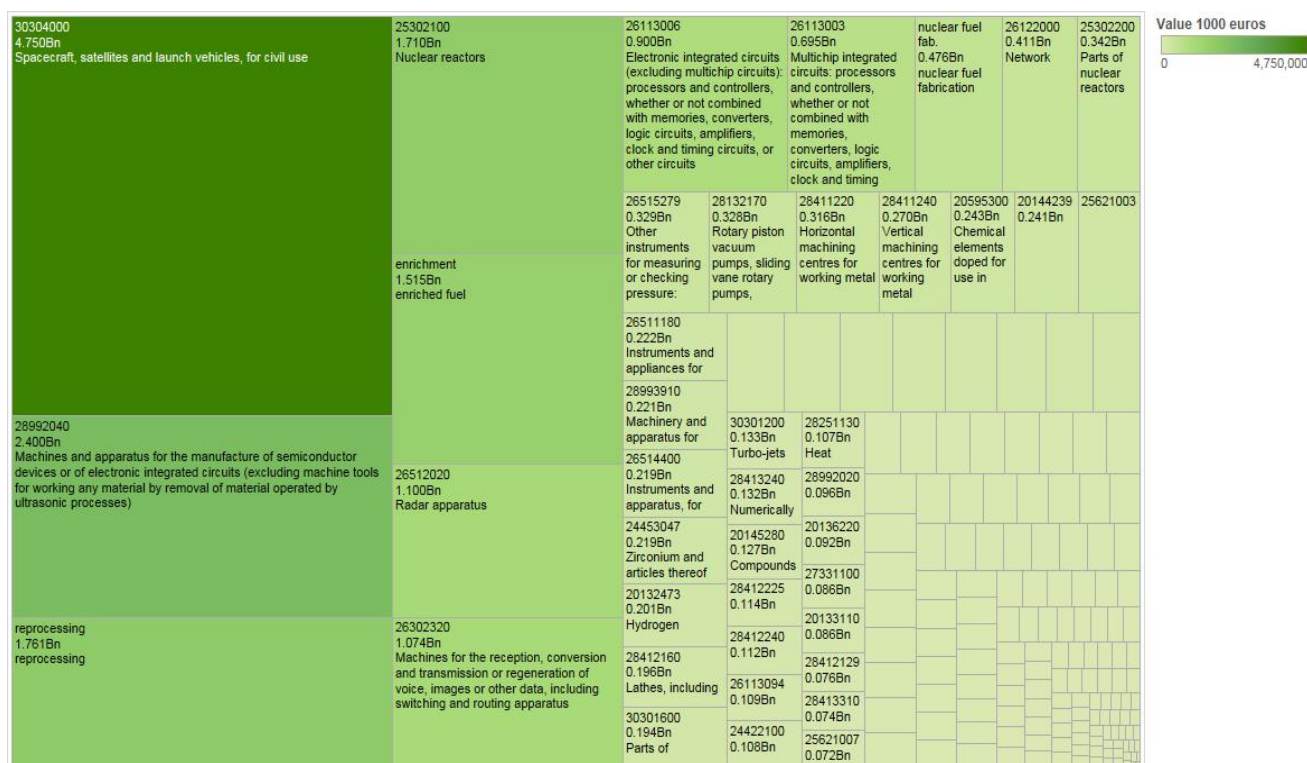 30304000
4.750Bn
Spacecraft, satellites and launch vehicles, for civil use
28992040
2.400Bn
Machines and apparatus for the manufacture of semiconductor
devices or of electronic integrated circuits (excluding machine tools
for working any material by removal of material operated by
ultrasonic processes)
reprocessing
1.761Bn
reprocessing
25302100
1.710Bn
Nuclear reactors
enrichment
1.515Bn
enriched fuel
26512020
1.100Bn
Radar apparatus
26302320
1.074Bn
Machines for the reception, conversion
and transmission or regeneration of
voice, images or other data, including
switching and routing apparatus
26113006
0.900Bn
Electronic integrated circuits
(excluding multichip circuits):
processors and controllers,
whether or not combined
with memories, converters,
logic circuits, amplifiers,
clock and timing circuits, or
other circuits
26113003
0.695Bn
Multichip integrated
circuits: processors
and controllers,
whether or not
combined with
memories,
converters, logic
circuits, amplifiers,
clock and timing
nuclear fuel
fab.
0.476Bn
nuclear fuel
fabrication
26122000
0.411Bn
Network
25302200
0.342Bn
Parts of
nuclear
reactors
26515279
0.329Bn
Other
instruments
for measuring
or checking
pressure:
28132170
0.328Bn
Rotary piston
vacuum
pumps, sliding
vane rotary
pumps,
28411220
0.316Bn
Horizontal
machining
centres for
working metal
28411240
0.270Bn
Vertical
machining
centres for
working
metal
20595300
0.243Bn
Chemical
elements
doped for
use in
20144239
0.241Bn
25621003
26511180
0.222Bn
Instruments and
appliances for
28993910
0.221Bn
Machinery and
apparatus for
26514400
0.219Bn
Instruments and
apparatus, for
24453047
0.219Bn
Zirconium and
articles thereof
20132473
0.201Bn
Hydrogen
28412160
0.196Bn
Lathes, including
30301600
0.194Bn
Parts of
30301200
0.133Bn
Turbo-jets
28413240
0.132Bn
Numerically
20145280
0.127Bn
Compounds
28412225
0.114Bn
28412240
0.112Bn
26113094
0.109Bn
24422100
0.108Bn
28251130
0.107Bn
Heat
28992020
0.096Bn
20136220
0.092Bn
27331100
0.086Bn
20133110
0.086Bn
28412129
0.076Bn
28413310
0.074Bn
25621007
0.072Bn
Value 1000 euros
0 4,750,000